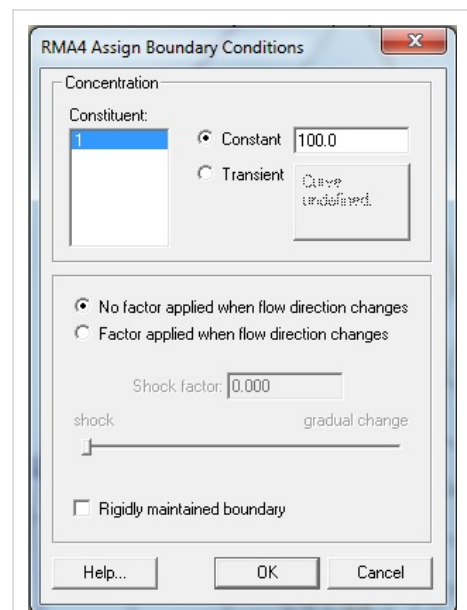 RMA4 Assign Boundary Conditions
Concentration
Constituent:
1
Constant 100.0
Transient
Curve
undefined.
No factor applied when flow direction changes
Factor applied when flow direction changes
Shock factor: 0.000
shock gradual change
Rigidly maintained boundary
Help... OK Cancel